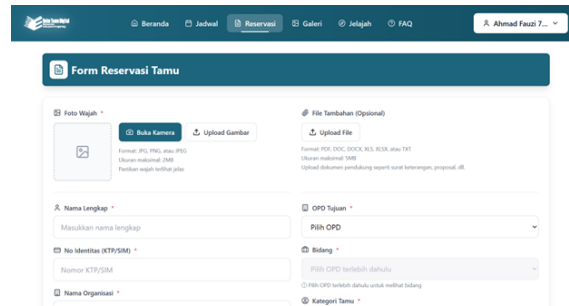 Buku Tamu Digital
Beranda
Jadwal
Reservasi
Galeri
Jelajah
FAQ
Ahmad Fauzi 7...
Form Reservasi Tamu
Foto Wajah *
Buka Kamera
Upload Gambar
Format: JPG, PNG, atau JPEG
Ukuran maksimal: 2MB
Pastikan wajah terlihat jelas
File Tambahan (Opsional)
Upload File
Format: PDF, DOC, DOCX, XLS, XLSX, atau TXT
Ukuran maksimal: 5MB
Upload dokumen pendukung seperti surat keterangan, proposal, dll.
Nama Lengkap *
Masukkan nama lengkap
OPD Tujuan *
Pilih OPD
No Identitas (KTP/SIM) *
Nomor KTP/SIM
Bidang *
Pilih OPD terlebih dahulu
Pilih OPD terlebih dahulu untuk melihat bidang
Nama Organisasi *
Kategori Tamu *